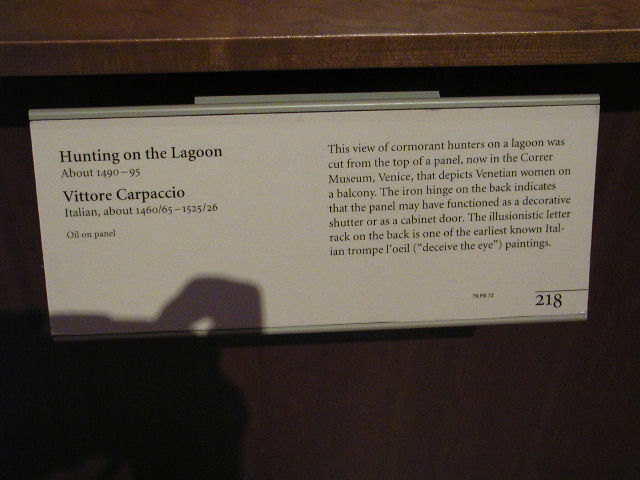 Hunting on the Lagoon
About 1490–95
Vittore Carpaccio
Italian, about 1460/65–1525/26
Oil on panel
This view of cormorant hunters on a lagoon was
cut from the top of a panel, now in the Correr
Museum, Venice, that depicts Venetian women on
a balcony. The iron hinge on the back indicates
that the panel may have functioned as a decorative
shutter or as a cabinet door. The illusionistic letter
rack on the back is one of the earliest known Ital-
ian trompe l'oeil (“deceive the eye”) paintings.
79.PB.72
218